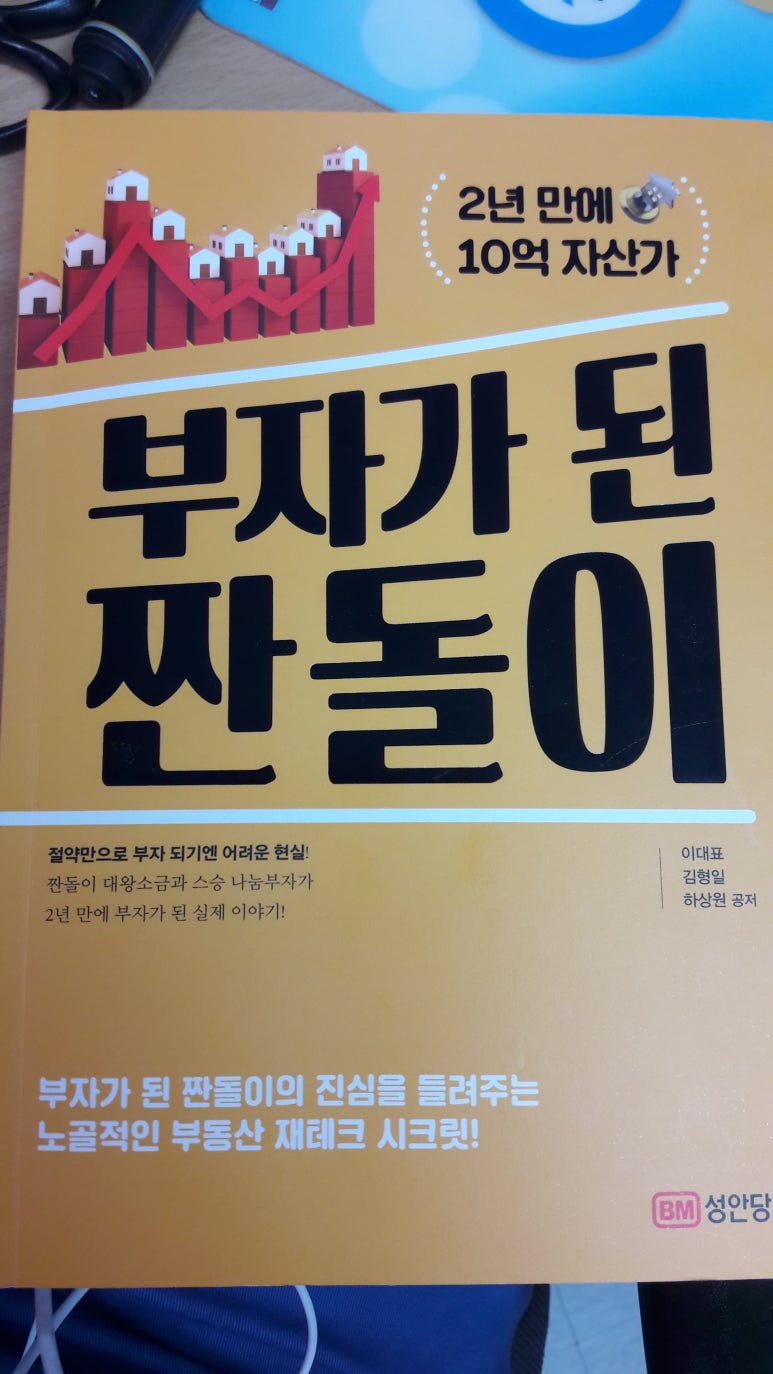 2년 만에
10억 자산가
부자가 된
짠돌이
절약만으로 부자 되기엔 어려운 현실!
짠돌이 대왕소금과 스승 나눔부자가
2년 만에 부자가 된 실제 이야기!
이대표
김형일
하상원 공저
부자가 된 짠돌이의 진심을 들려주는
노골적인 부동산 재테크 시크릿!
BM 성안당